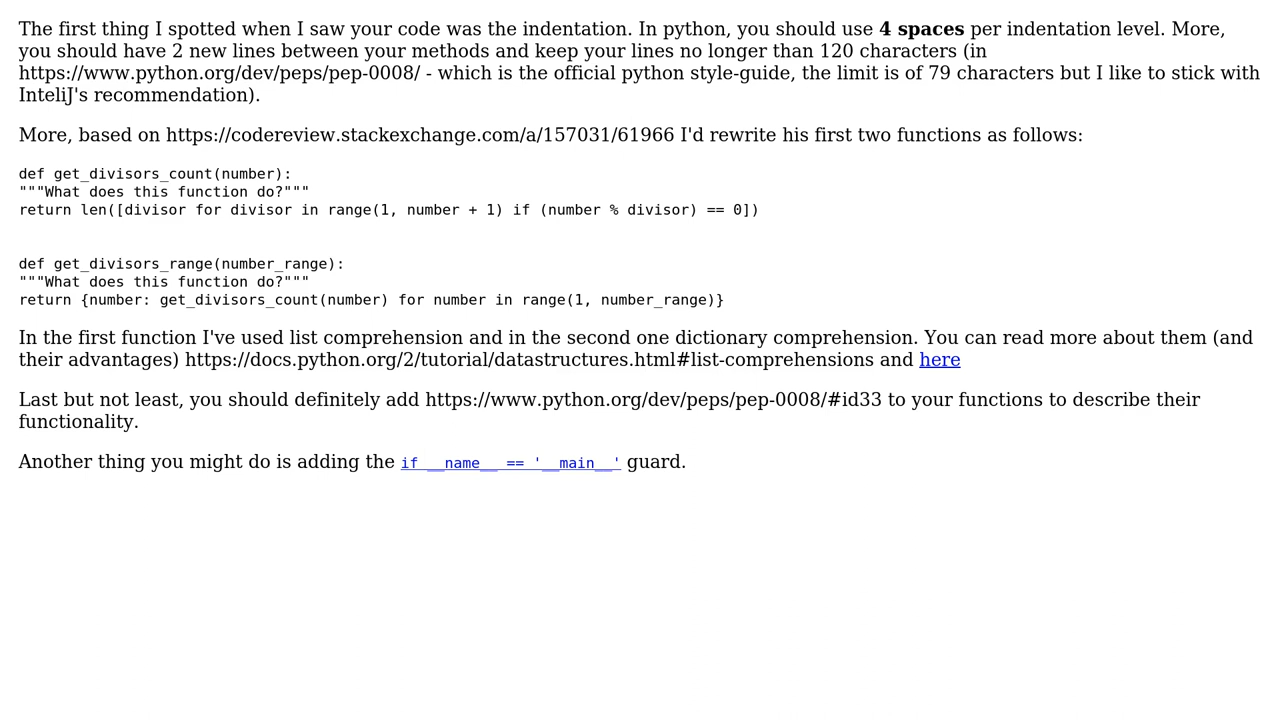 The first thing I spotted when I saw your code was the indentation. In python, you should use 4 spaces per indentation level. More,
you should have 2 new lines between your methods and keep your lines no longer than 120 characters (in
https://www.python.org/dev/peps/pep-0008/ - which is the official python style-guide, the limit is of 79 characters but I like to stick with
InteliJ's recommendation).
More, based on https://codereview.stackexchange.com/a/157031/61966 I'd rewrite his first two functions as follows:
def get_divisors_count(number):
"""What does this function do?"""
return len([divisor for divisor in range(1, number + 1) if (number % divisor) == 0])
def get_divisors_range(number_range):
"""What does this function do?"""
return {number: get_divisors_count(number) for number in range(1, number_range)}
In the first function I've used list comprehension and in the second one dictionary comprehension. You can read more about them (and
their advantages) https://docs.python.org/2/tutorial/datastructures.html#list-comprehensions and here
Last but not least, you should definitely add https://www.python.org/dev/peps/pep-0008/#id33 to your functions to describe their
functionality.
Another thing you might do is adding the if __name__ == '__main__' guard.